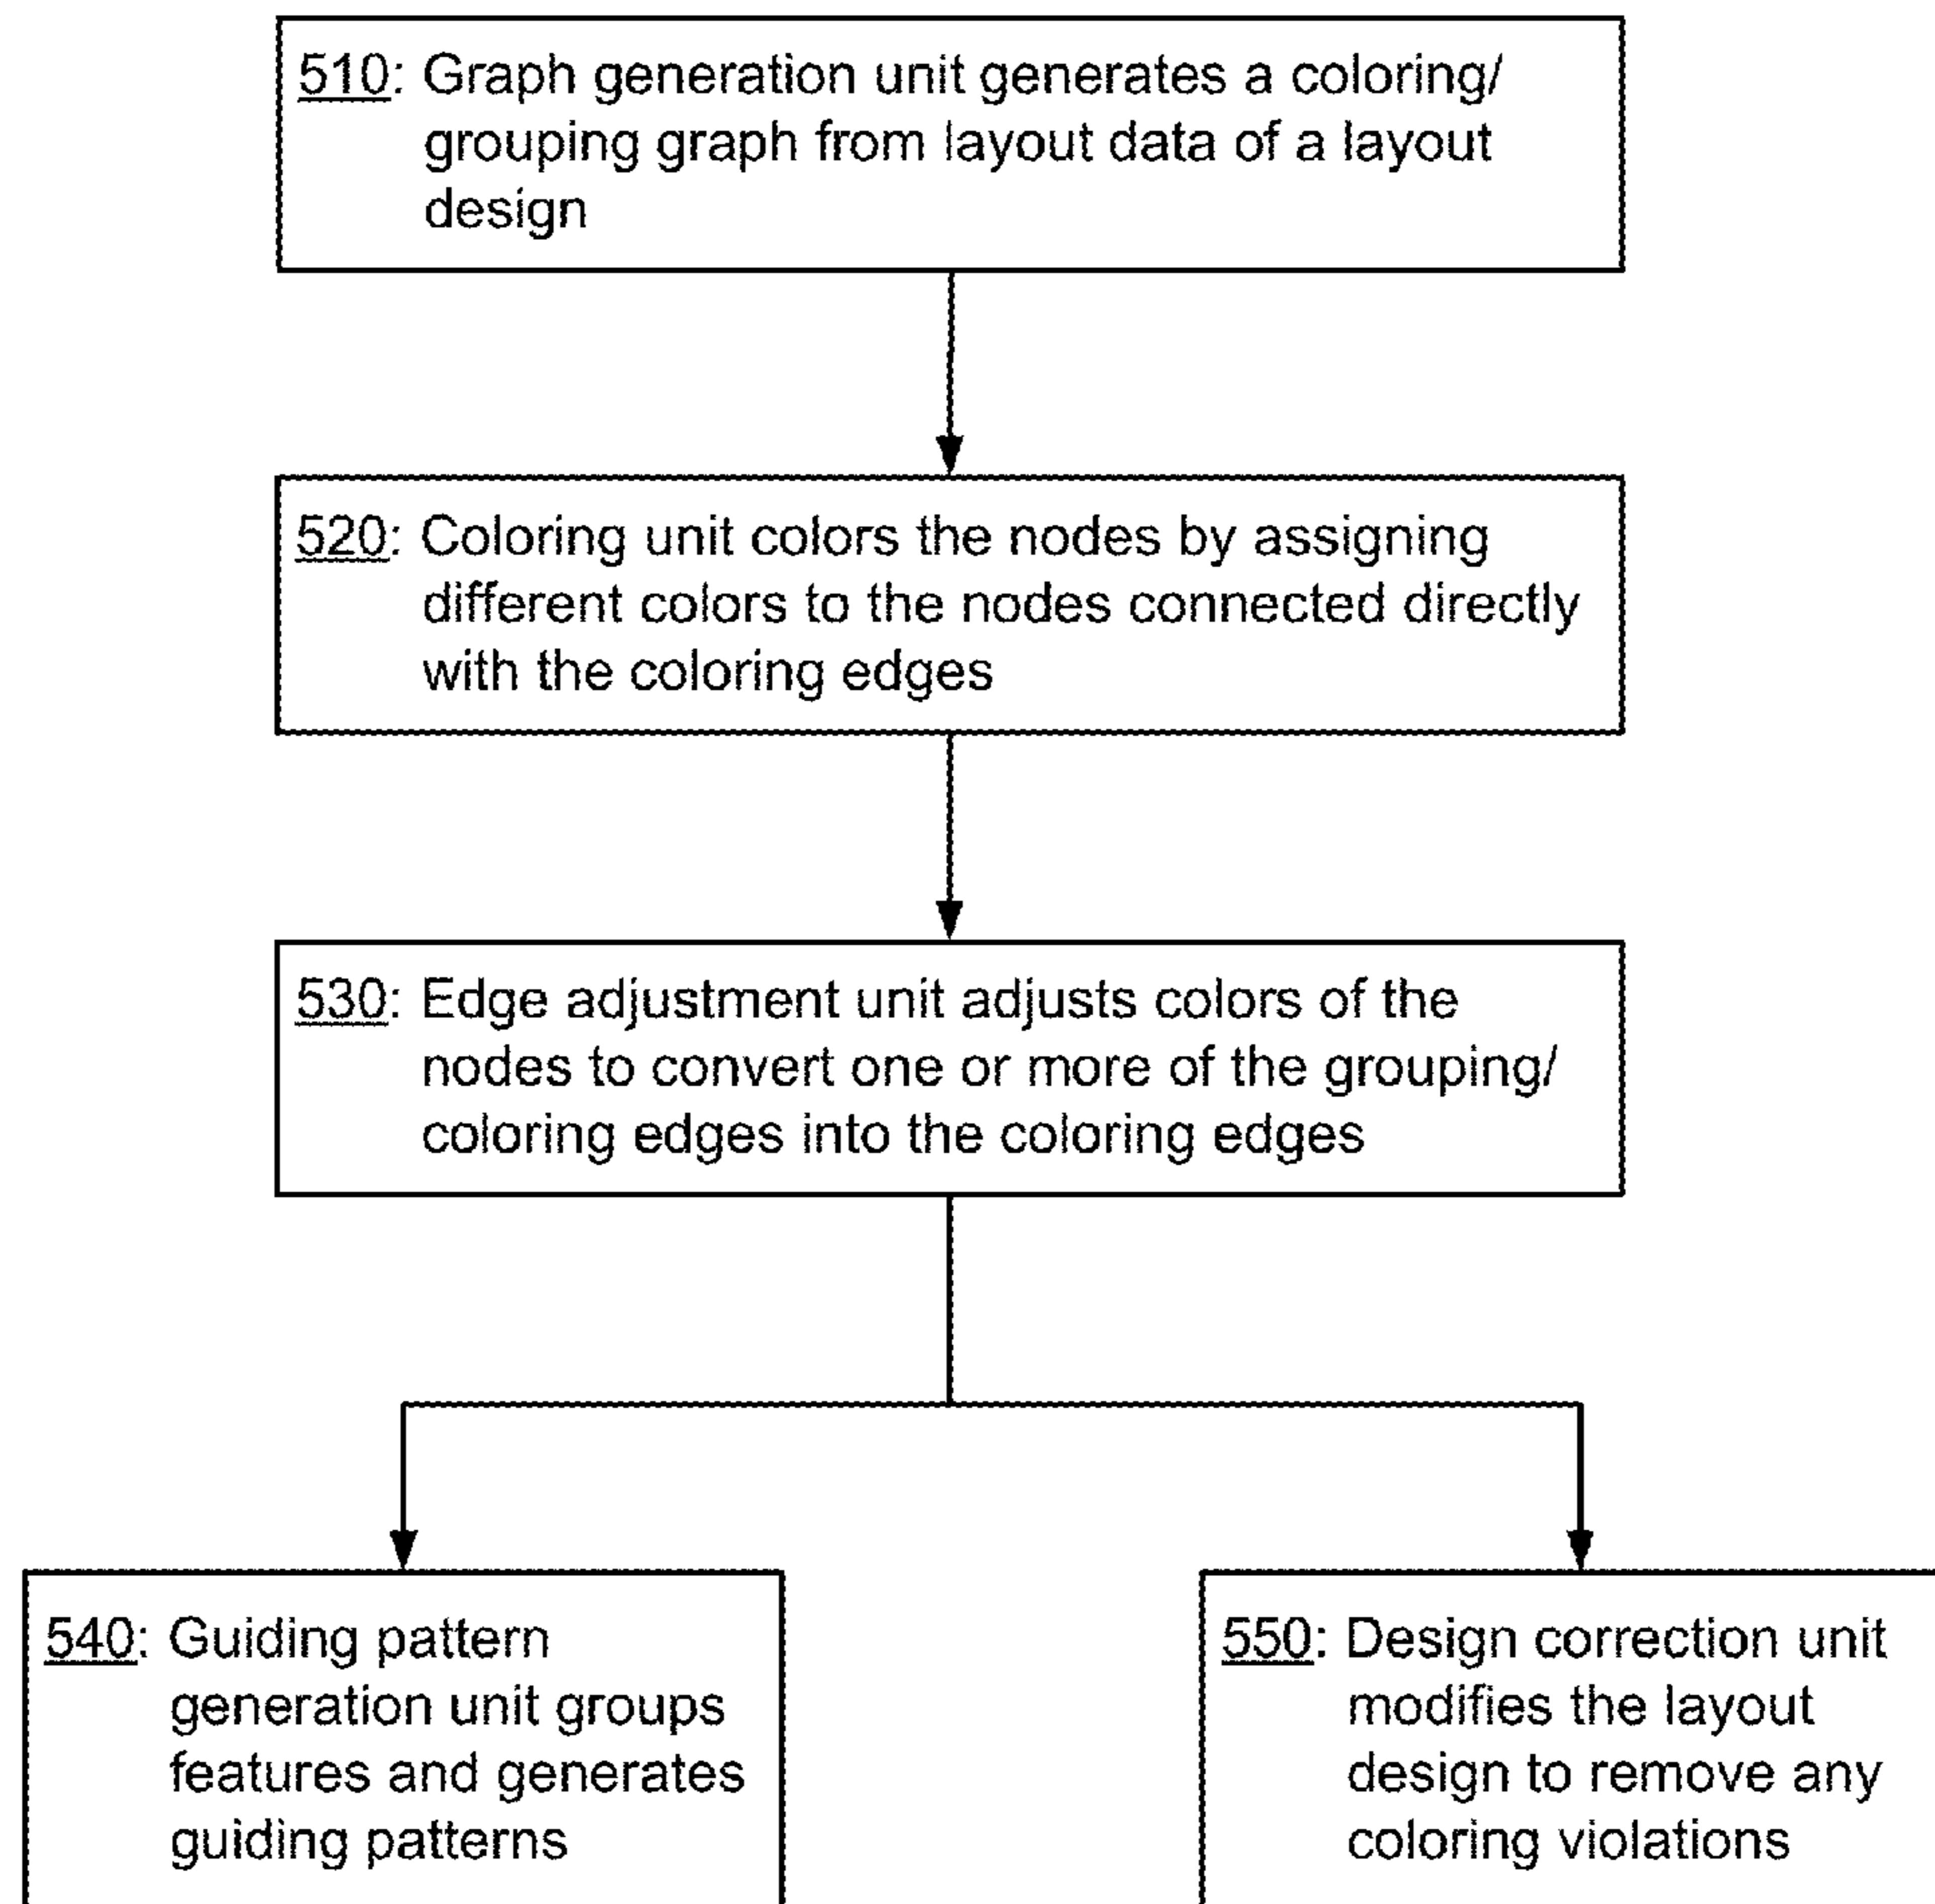 510: Graph generation unit generates a coloring/
grouping graph from layout data of a layout
design
520: Coloring unit colors the nodes by assigning
different colors to the nodes connected directly
with the coloring edges
530: Edge adjustment unit adjusts colors of the
nodes to convert one or more of the grouping/
coloring edges into the coloring edges
540: Guiding pattern
generation unit groups
features and generates
guiding patterns
550: Design correction unit
modifies the layout
design to remove any
coloring violations